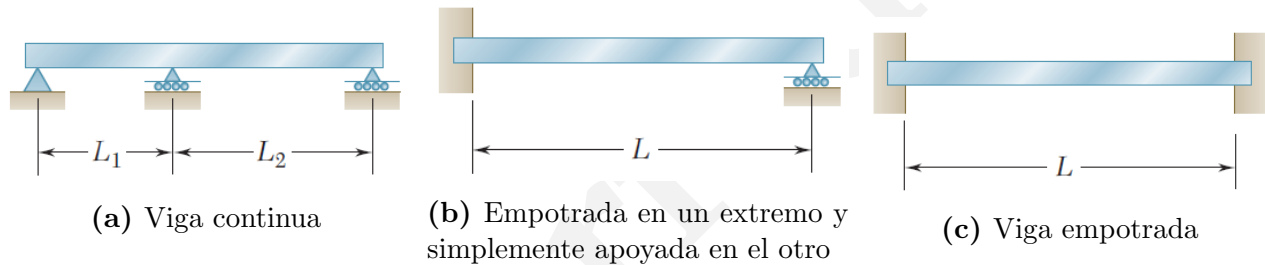 L₁
L₂
(a) Viga continua
L
(b) Empotrada en un extremo y
simplemente apoyada en el otro
L
(c) Viga empotrada